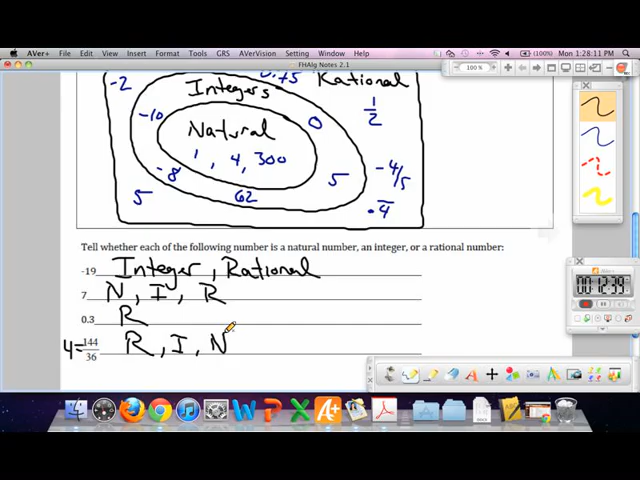 AVer+ File Edit Insert Format Tools GRS AVerVision Security Window Help (100%) 1:28:11 PM
FHAlg Notes 2.1
100 %
-2 Integers Rational
1/2
-10 Natural 0
1, 4, 300
-8 5 -4/5
5 62 .4
Tell whether each of the following number is a natural number, an integer, or a rational number:
-19 Integer, Rational
7 N, I, R
0.3 R
4= 144/36 R, I, N
00:12:39